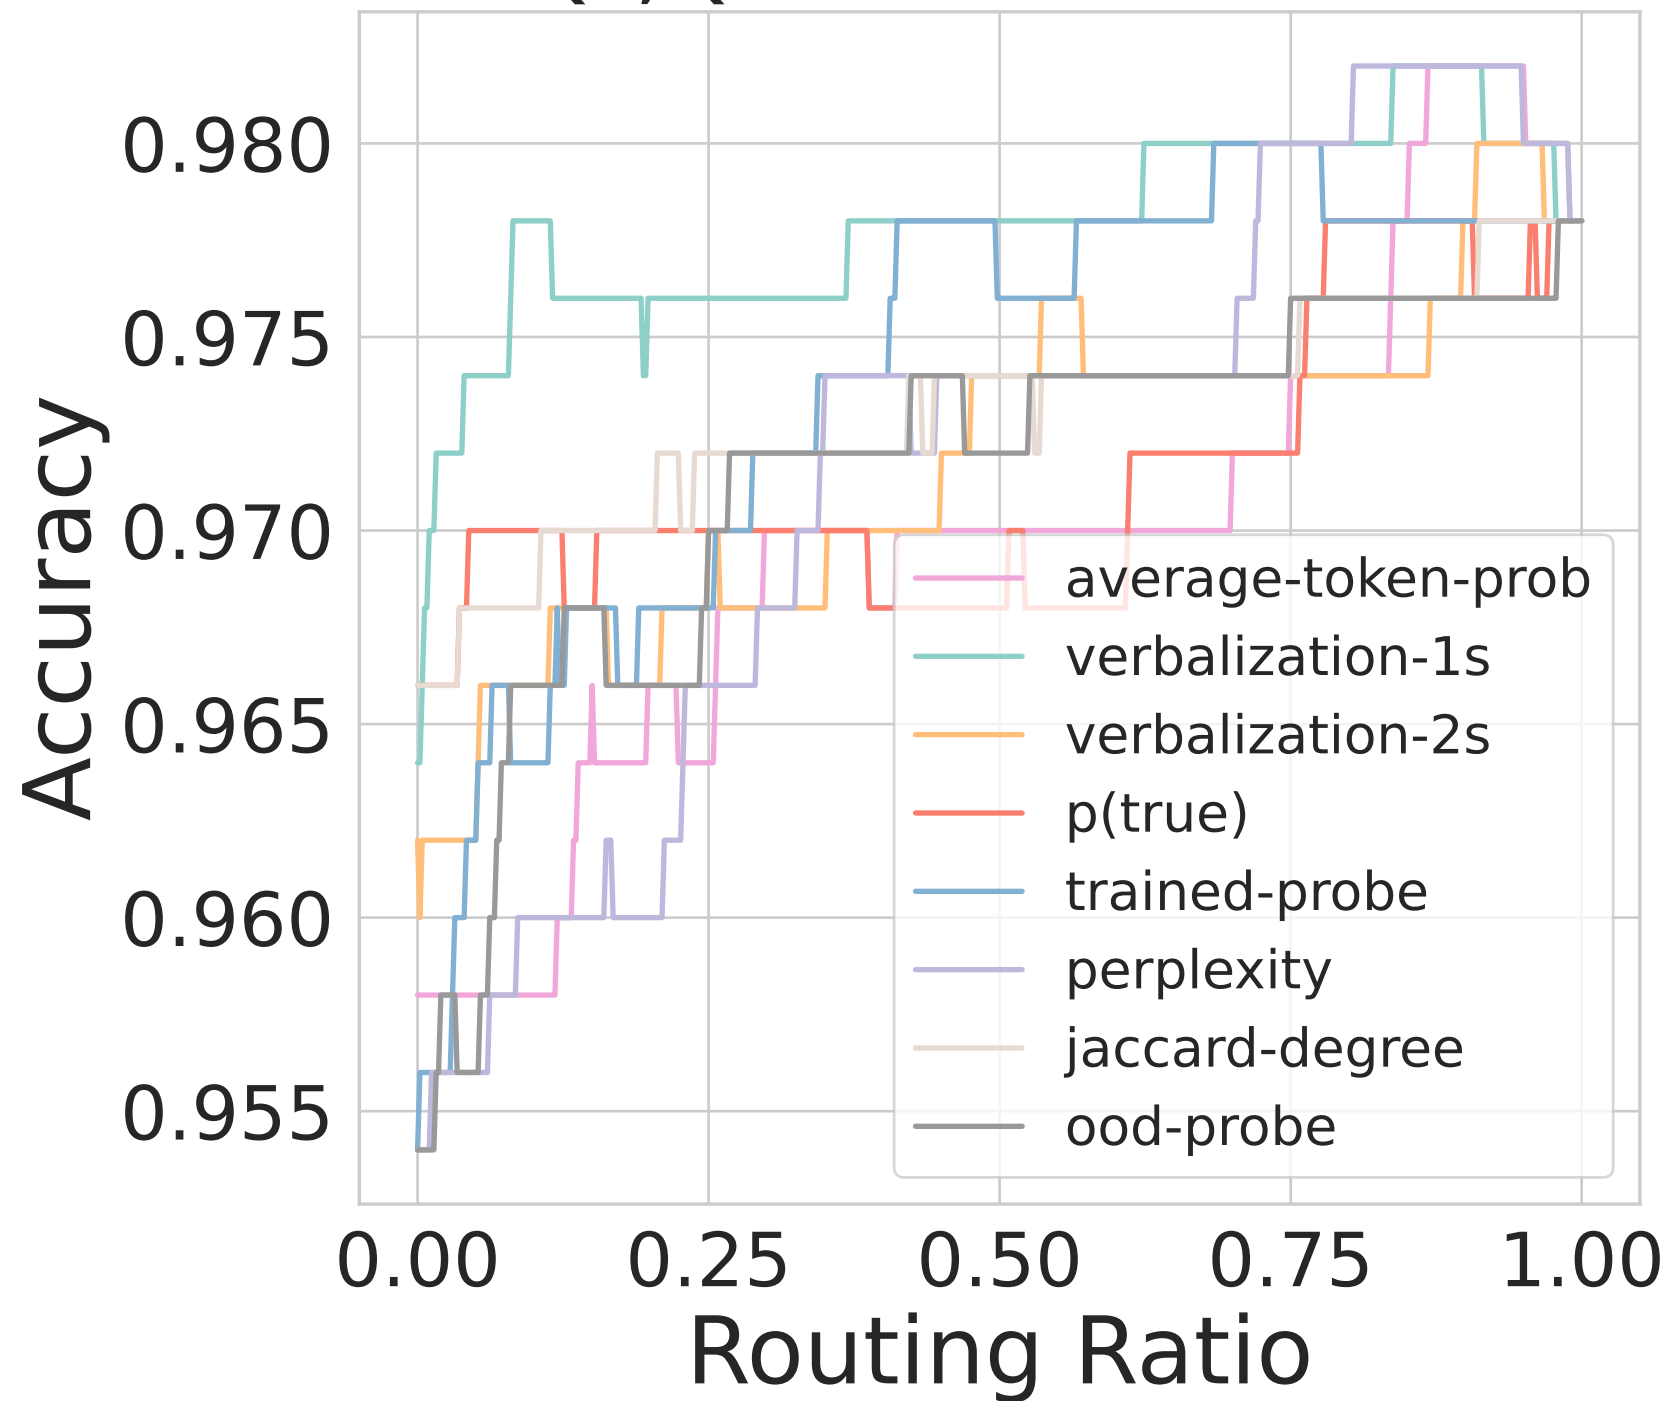 0.980
0.975
0.970
0.965
0.960
0.955
Accuracy
average-token-prob
verbalization-1s
verbalization-2s
p(true)
trained-probe
perplexity
jaccard-degree
ood-probe
0.00 0.25 0.50 0.75 1.00
Routing Ratio